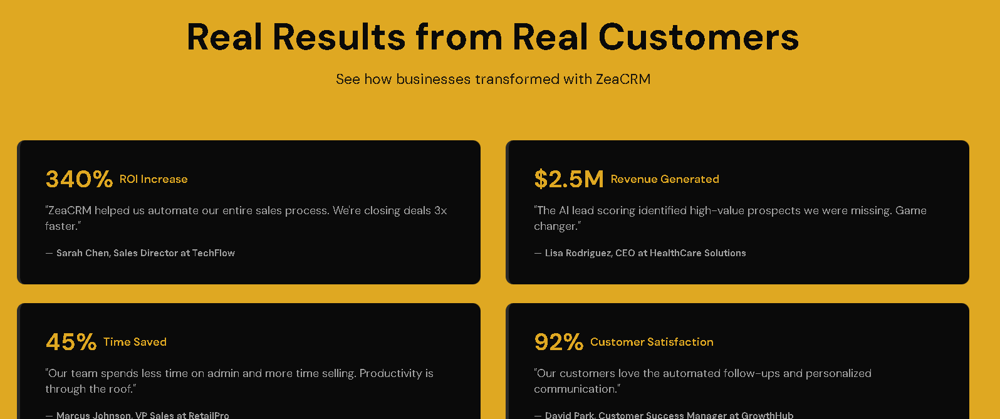 Real Results from Real Customers
See how businesses transformed with ZeaCRM
340% ROI Increase
"ZeaCRM helped us automate our entire sales process. We're closing deals 3x
faster."
— Sarah Chen, Sales Director at TechFlow
$2.5M Revenue Generated
"The AI lead scoring identified high-value prospects we were missing. Game
changer."
— Lisa Rodriguez, CEO at HealthCare Solutions
45% Time Saved
"Our team spends less time on admin and more time selling. Productivity is
through the roof."
— Marcus Johnson, VP Sales at RetailPro
92% Customer Satisfaction
"Our customers love the automated follow-ups and personalized
communication."
— David Park, Customer Success Manager at GrowthHub